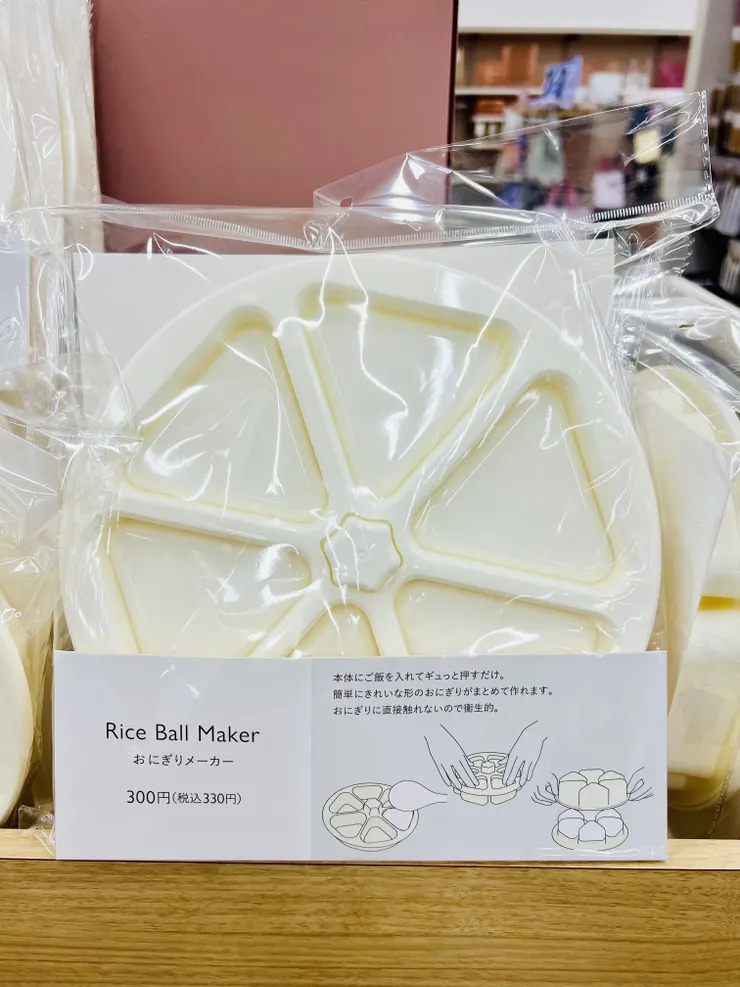 Rice Ball Maker
おにぎりメーカー
300円(税込330円)
本体にご飯を入れてギュっと押すだけ。
簡単にきれいな形のおにぎりがまとめて作れます。
おにぎりに直接触れないので衛生的。